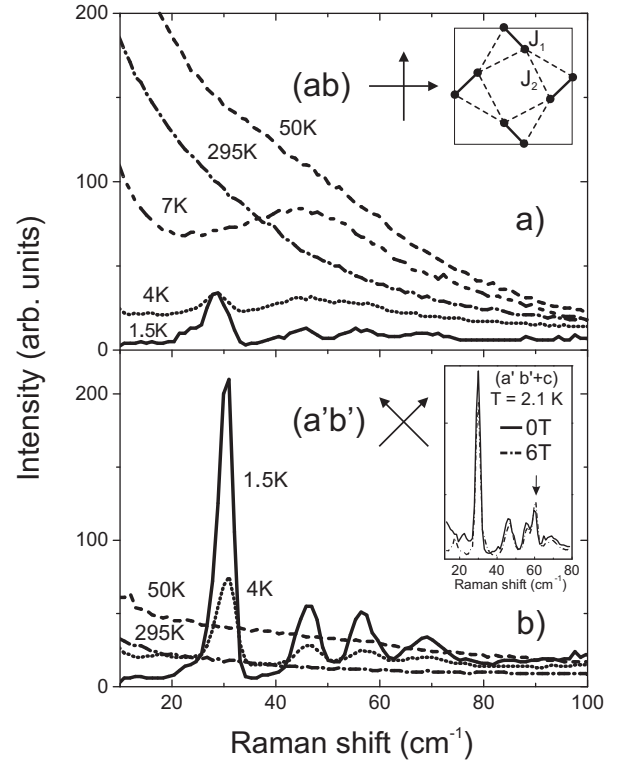 200
100
0
(ab)
J1
J2
50K
295K
7K
a)
4K
1.5K
Intensity (arb. units)
200
100
0
(a'b')
1.5K
4K
50K
295K
b)
(a' b'+c)
T = 2.1 K
0T
6T
20 40 60 80
Raman shift (cm-1)
20 40 60 80 100
Raman shift (cm-1)